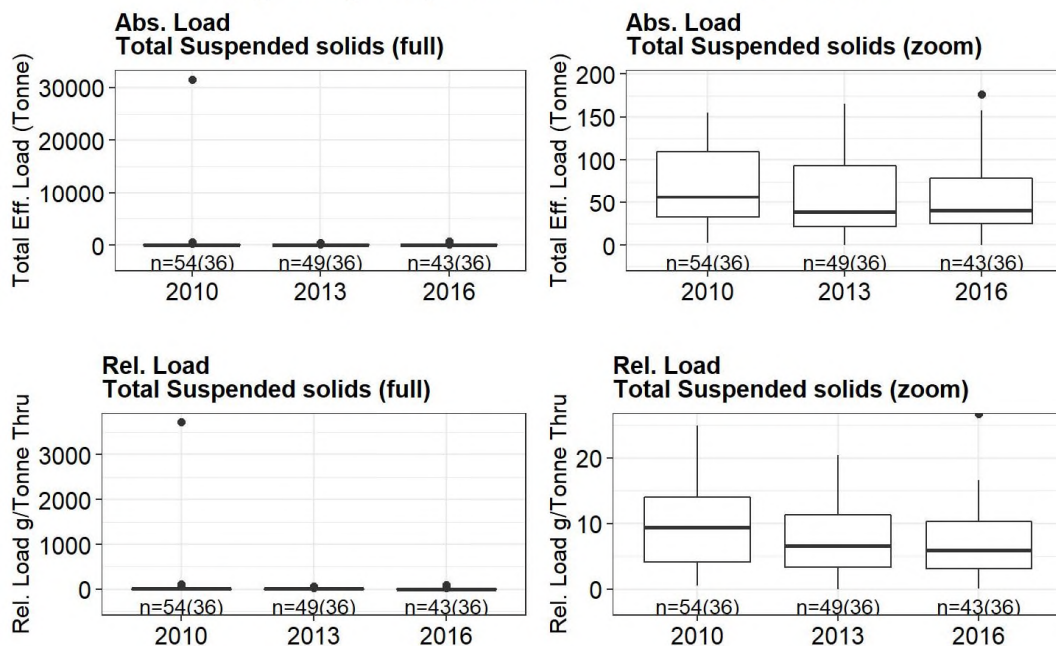 Abs. Load
Total Suspended solids (full)
Total Eff. Load (Tonne)
30000
20000
10000
0
n=54(36)
n=49(36)
n=43(36)
2010
2013
2016
Abs. Load
Total Suspended solids (zoom)
Total Eff. Load (Tonne)
200
150
100
50
0
n=54(36)
n=49(36)
n=43(36)
2010
2013
2016
Rel. Load
Total Suspended solids (full)
Rel. Load g/Tonne Thru
3000
2000
1000
0
n=54(36)
n=49(36)
n=43(36)
2010
2013
2016
Rel. Load
Total Suspended solids (zoom)
Rel. Load g/Tonne Thru
20
10
0
n=54(36)
n=49(36)
n=43(36)
2010
2013
2016